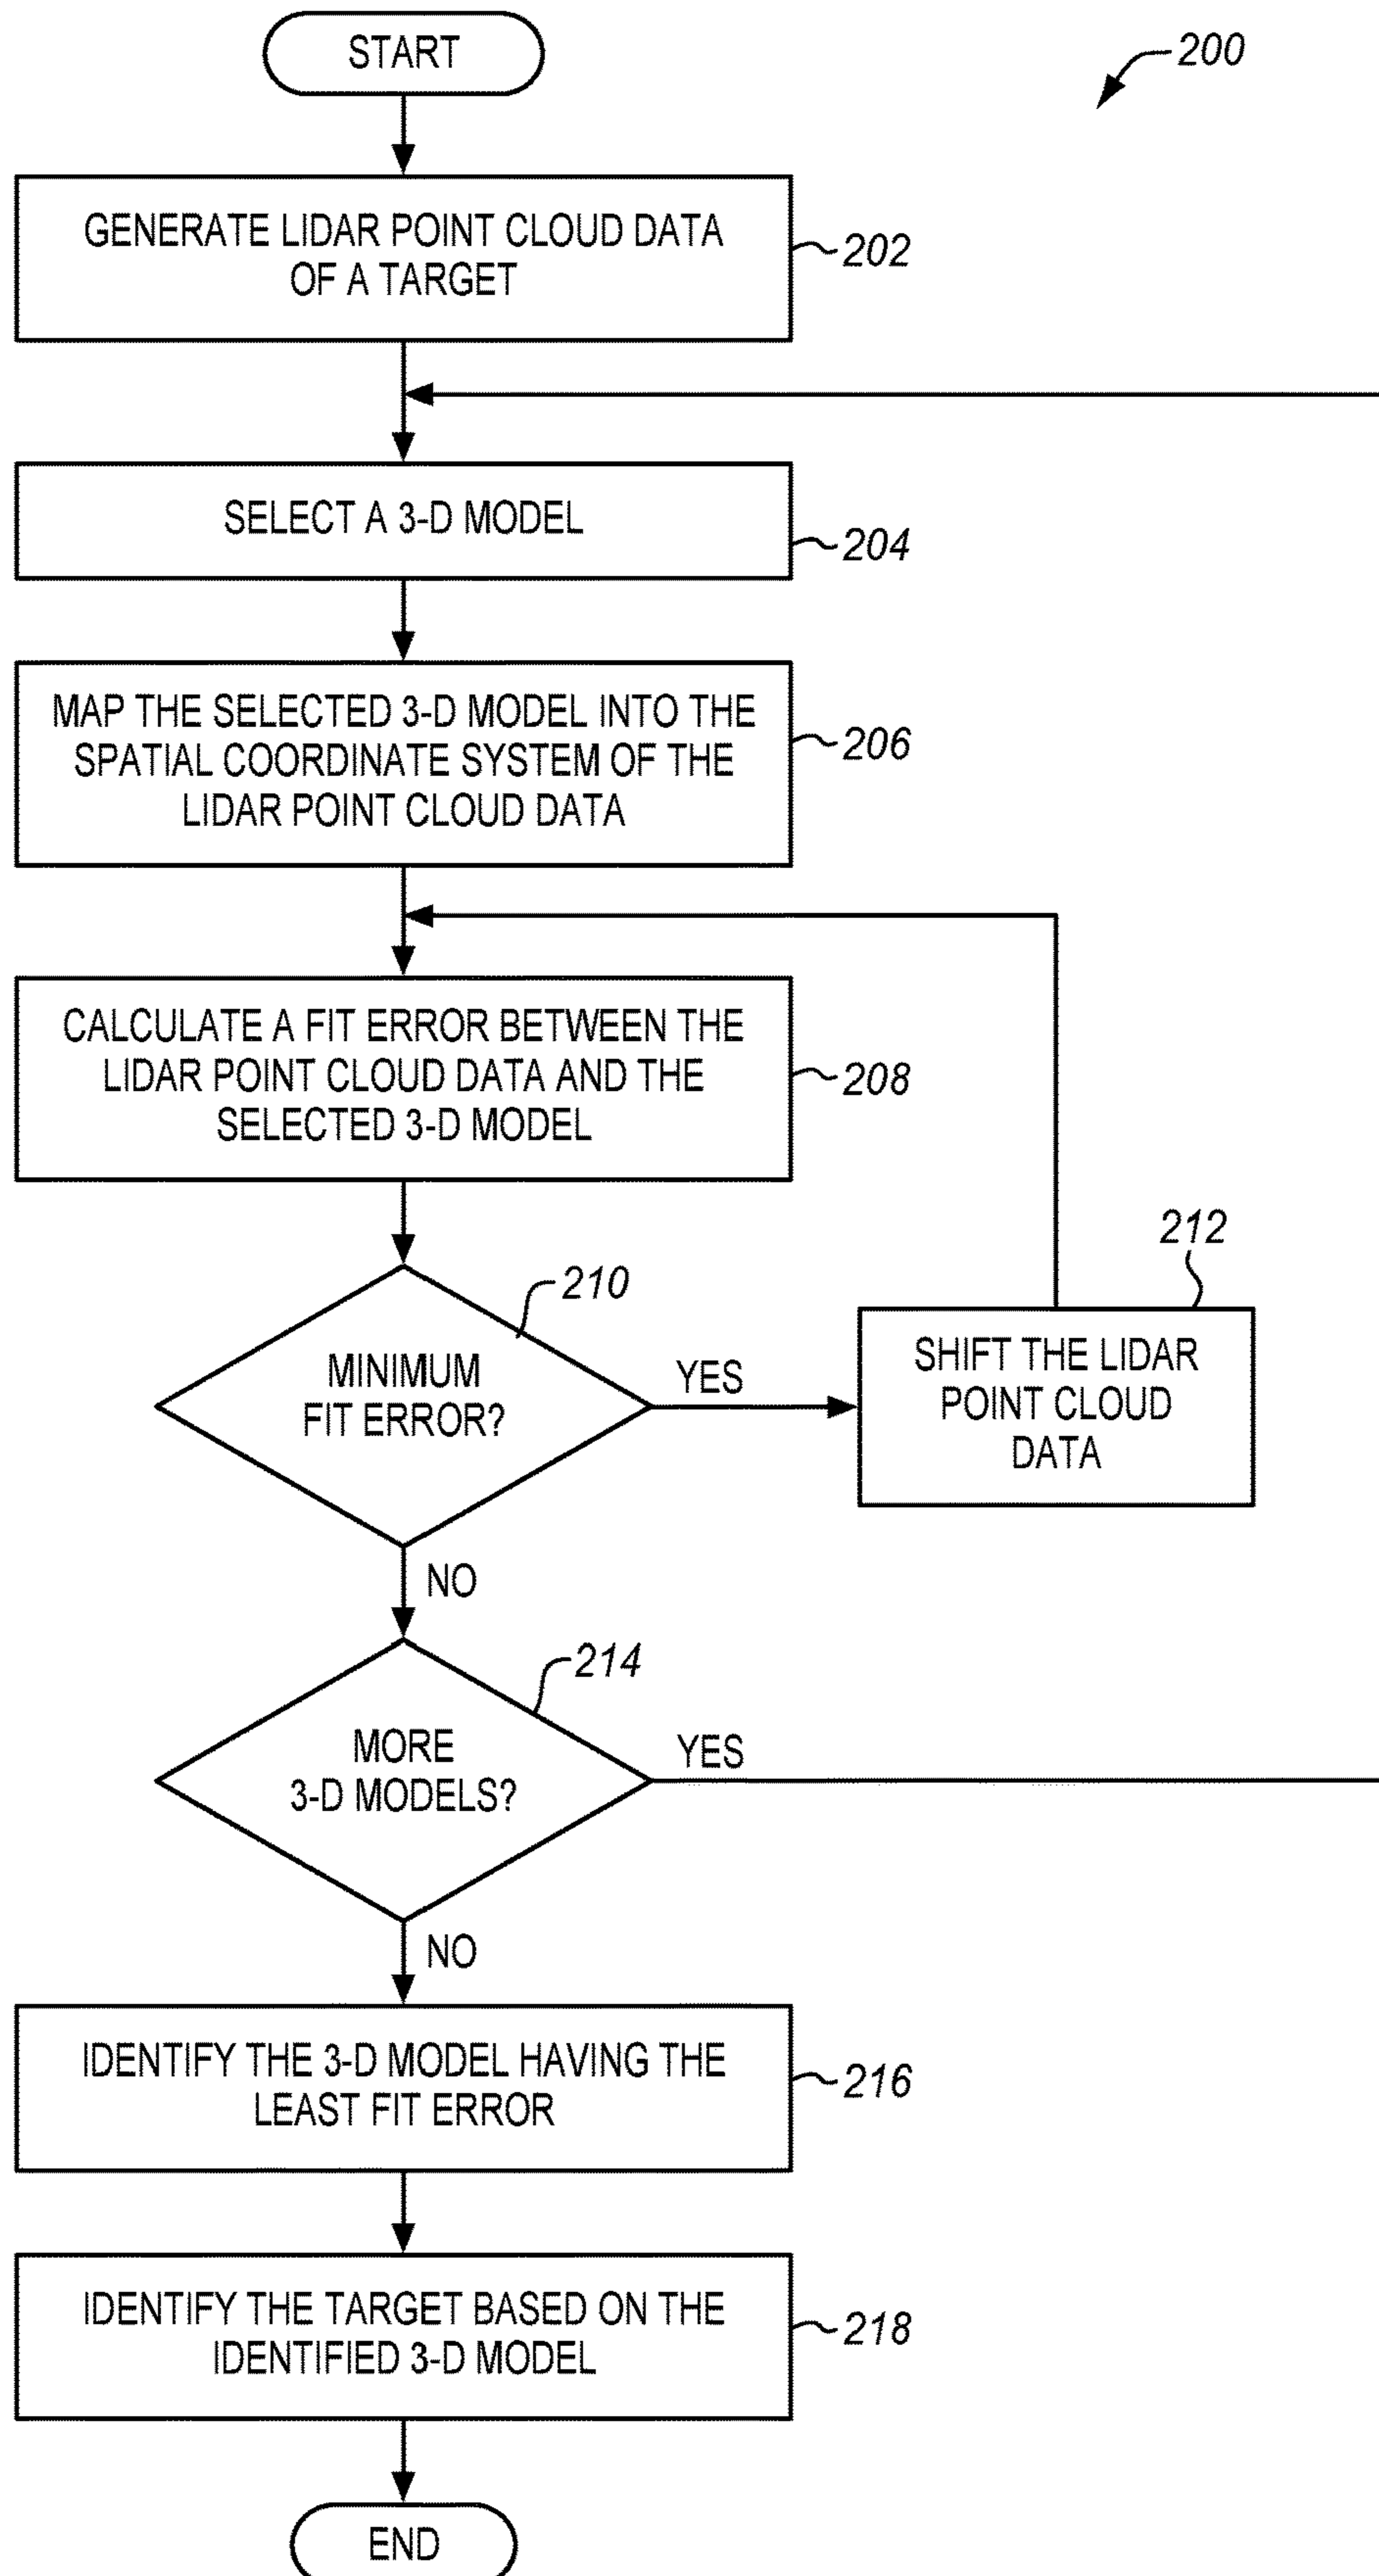 START
200
GENERATE LIDAR POINT CLOUD DATA
OF A TARGET
202
SELECT A 3-D MODEL
204
MAP THE SELECTED 3-D MODEL INTO THE
SPATIAL COORDINATE SYSTEM OF THE
LIDAR POINT CLOUD DATA
206
CALCULATE A FIT ERROR BETWEEN THE
LIDAR POINT CLOUD DATA AND THE
SELECTED 3-D MODEL
208
210
MINIMUM
FIT ERROR?
YES
212
SHIFT THE LIDAR
POINT CLOUD
DATA
NO
214
MORE
3-D MODELS?
YES
NO
IDENTIFY THE 3-D MODEL HAVING THE
LEAST FIT ERROR
216
IDENTIFY THE TARGET BASED ON THE
IDENTIFIED 3-D MODEL
218
END